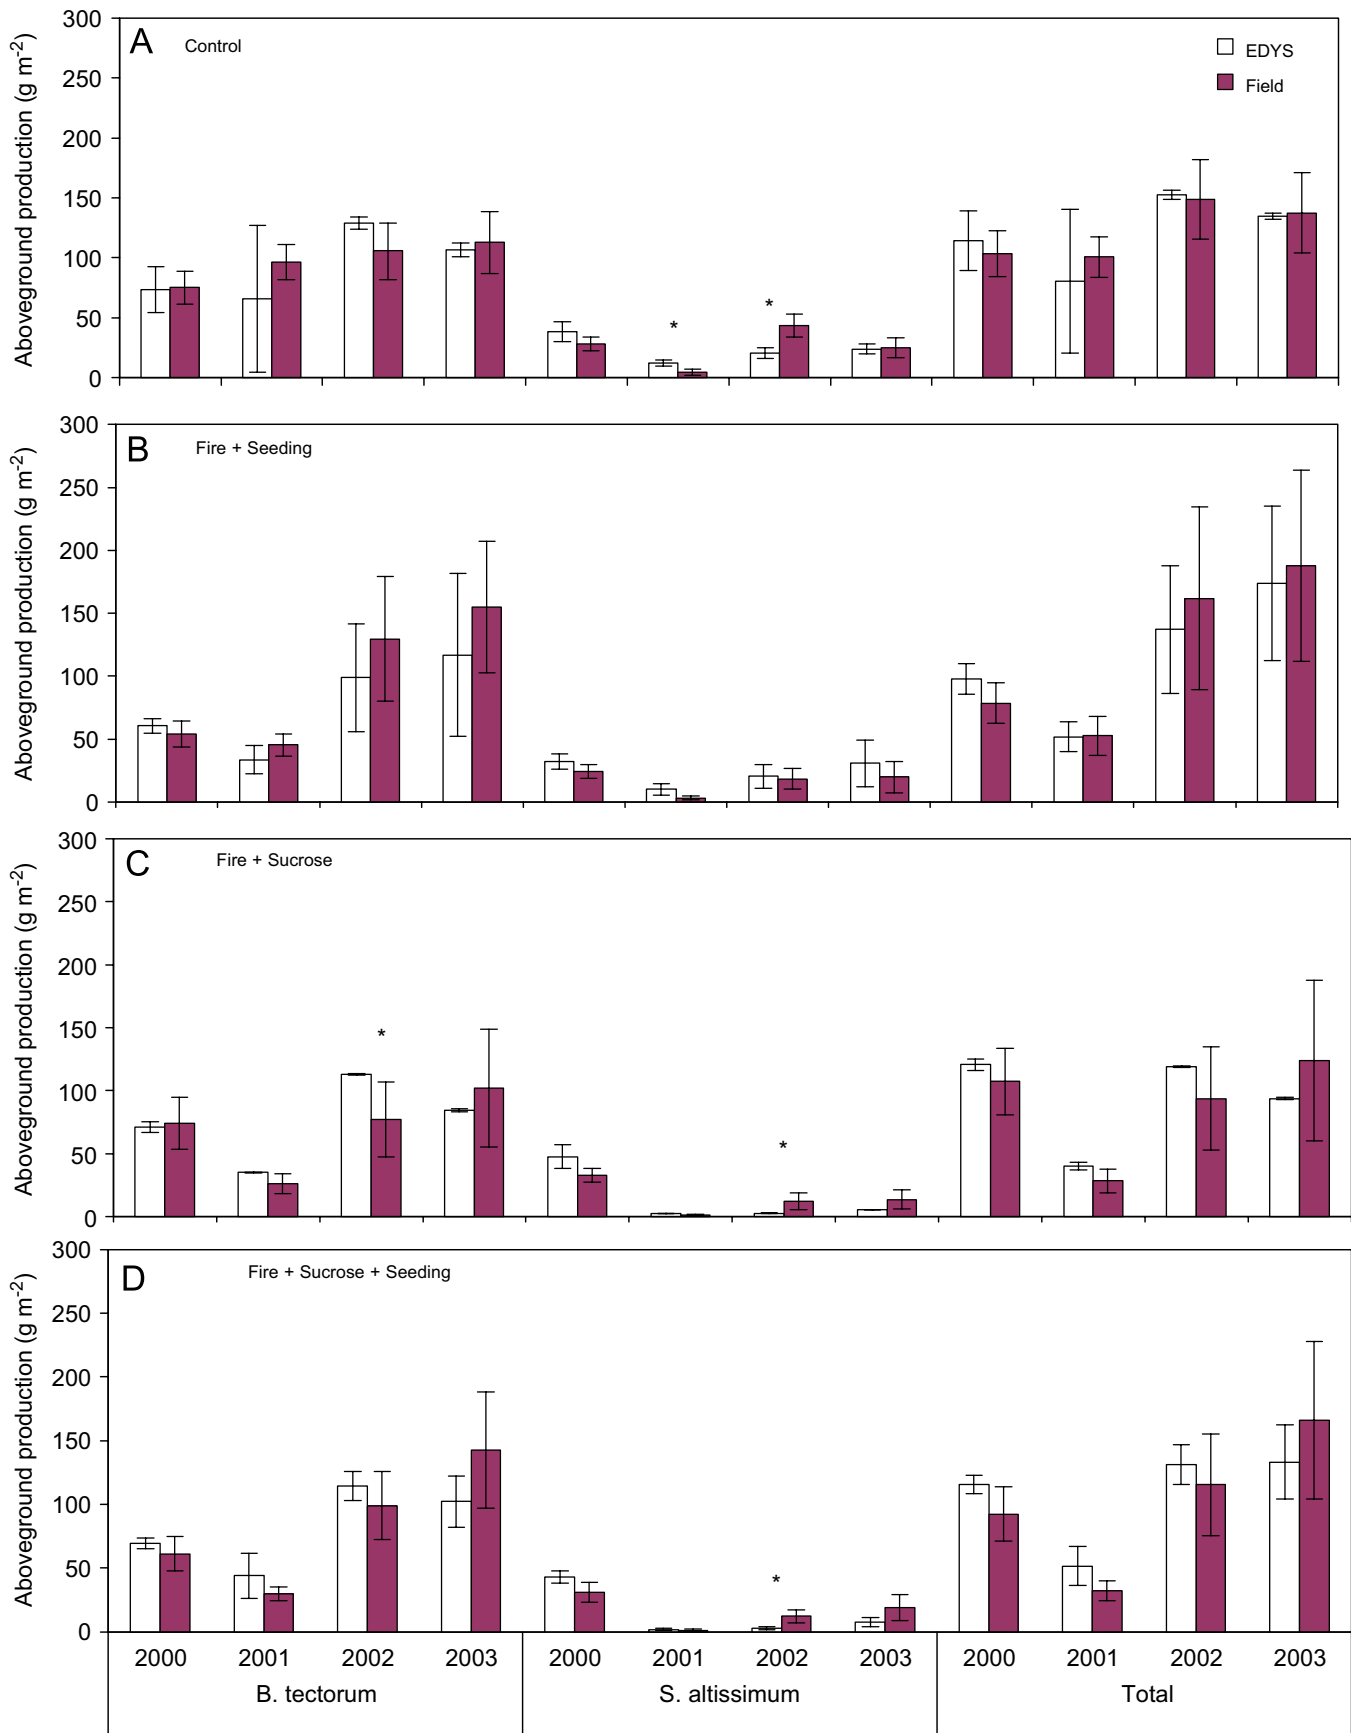 Aboveground production (g m-2)
300
250
200
150
100
50
0
A Control
EDYS
Field
*
*
Aboveground production (g m-2)
300
250
200
150
100
50
0
B Fire + Seeding
Aboveground production (g m-2)
300
250
200
150
100
50
0
C Fire + Sucrose
*
*
Aboveground production (g m-2)
300
250
200
150
100
50
0
D Fire + Sucrose + Seeding
*
2000 2001 2002 2003 2000 2001 2002 2003 2000 2001 2002 2003
B. tectorum S. altissimum Total